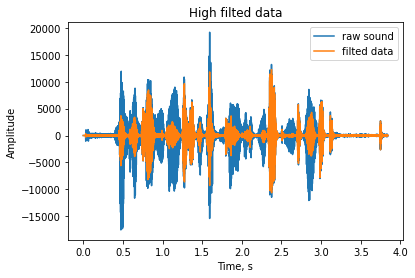 High filted data
raw sound
filted data
20000
15000
10000
5000
0
−5000
−10000
−15000
Amplitude
0.0 0.5 1.0 1.5 2.0 2.5 3.0 3.5 4.0
Time, s